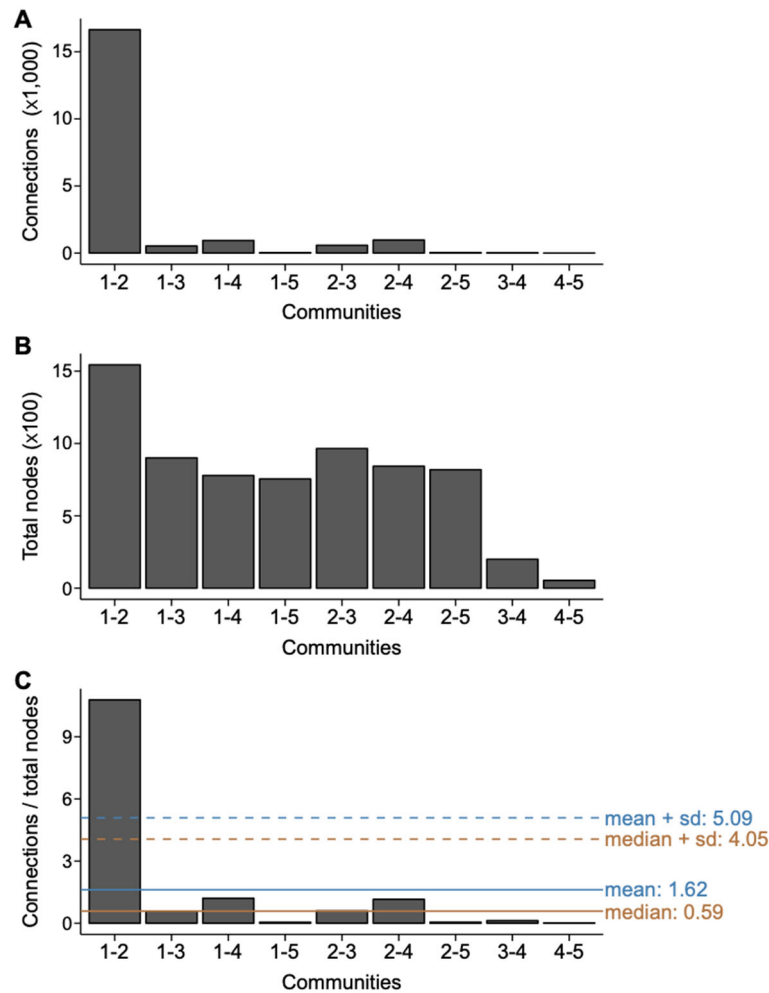 A
Connections (x1,000)
15
10
5
0
1-2 1-3 1-4 1-5 2-3 2-4 2-5 3-4 4-5
Communities
B
Total nodes (x100)
15
10
5
0
1-2 1-3 1-4 1-5 2-3 2-4 2-5 3-4 4-5
Communities
C
Connections / total nodes
9
6
3
0
mean + sd: 5.09
median + sd: 4.05
mean: 1.62
median: 0.59
1-2 1-3 1-4 1-5 2-3 2-4 2-5 3-4 4-5
Communities